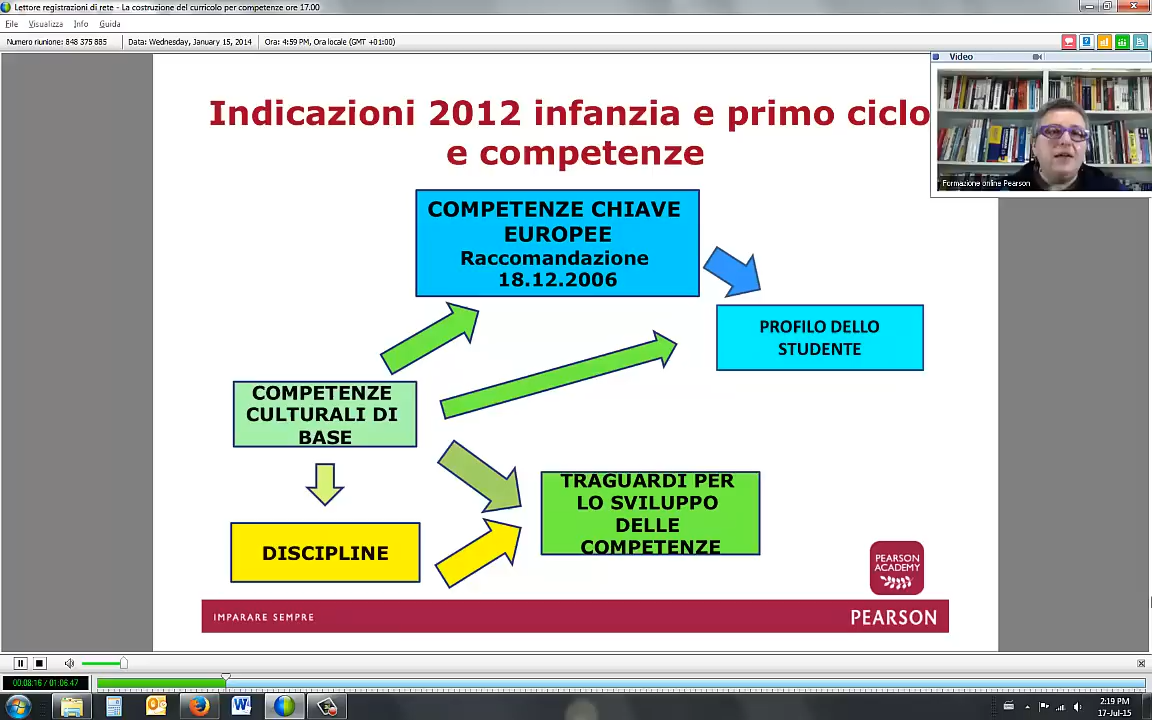 Lettore registrazioni di rete - La costruzione del curricolo per competenze ore 17.00
File Visualizza Info Guida
Numero riunione: 848 375 885 Data: Wednesday, January 15, 2014 Ora: 4:59 PM, Ora locale (GMT +01:00)
Video
Formazione online Pearson
Indicazioni 2012 infanzia e primo ciclo
e competenze
COMPETENZE CHIAVE
EUROPEE
Raccomandazione
18.12.2006
PROFILO DELLO
STUDENTE
COMPETENZE
CULTURALI DI
BASE
TRAGUARDI PER
LO SVILUPPO
DELLE
COMPETENZE
DISCIPLINE
PEARSON
ACADEMY
IMPARARE SEMPRE
PEARSON
00:08:16 / 01:06:47
2:19 PM
17-Jul-15